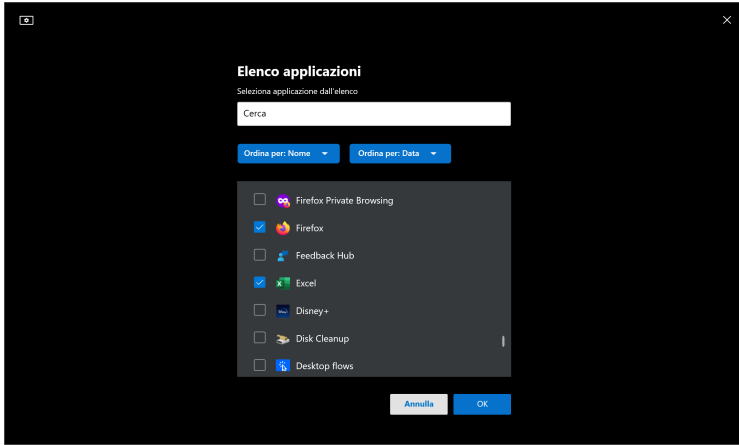 Elenco applicazioni
Seleziona applicazione dall'elenco
Cerca
Ordina per: Nome
Ordina per: Data
Firefox Private Browsing
Firefox
Feedback Hub
Excel
Disney+
Disk Cleanup
Desktop flows
Annulla
OK